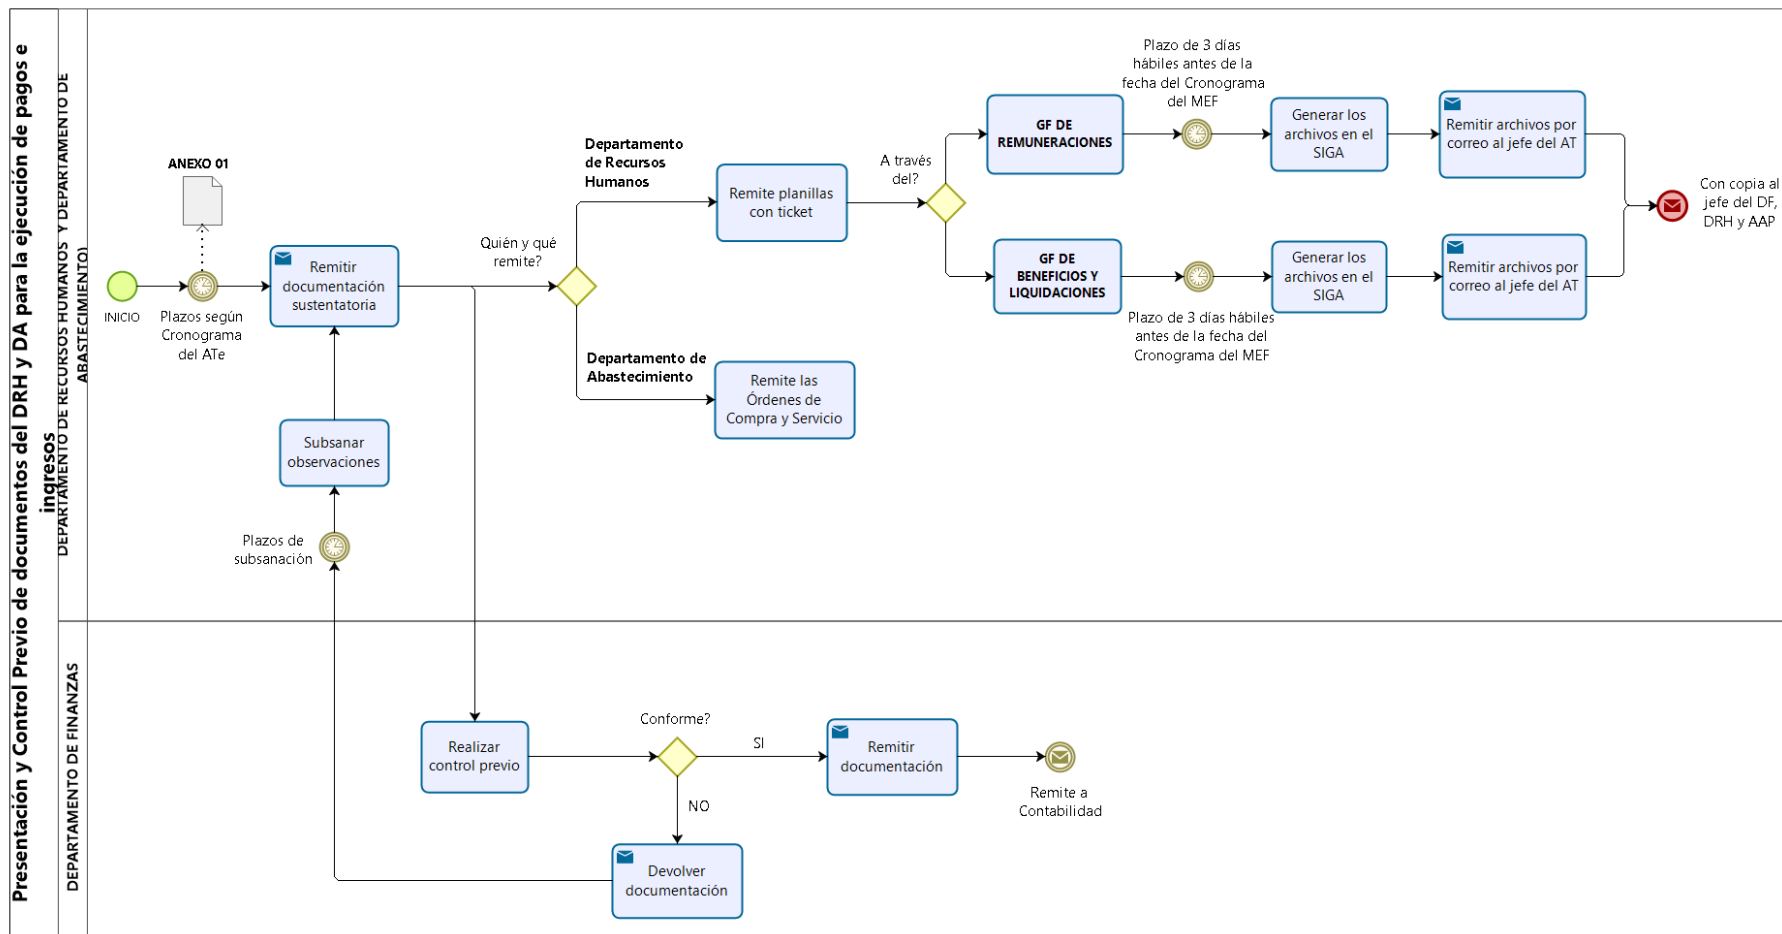 Presentación y Control Previo de documentos del DRH y DA para la ejecución de pagos e
ingresos
DEPARTAMENTO DE RECURSOS HUMANOS Y DEPARTAMENTO DE
ABASTECIMIENTO)
INICIO
ANEXO 01
Plazos según
Cronograma
del ATe
Remitir
documentación
sustentatoria
Subsanar
observaciones
Plazos de
subsanación
Quién y qué
remite?
Departamento
de Recursos
Humanos
Remite planillas
con ticket
Departamento de
Abastecimiento
Remite las
Órdenes de
Compra y Servicio
A través
del?
GF DE
REMUNERACIONES
Plazo de 3 días
hábiles antes de la
fecha del Cronograma
del MEF
Generar los
archivos en el
SIGA
Remitir archivos por
correo al jefe del AT
GF DE
BENEFICIOS Y
LIQUIDACIONES
Plazo de 3 días hábiles
antes de la fecha del
Cronograma del MEF
Generar los
archivos en el
SIGA
Remitir archivos por
correo al jefe del AT
Con copia al
jefe del DF,
DRH y AAP
DEPARTAMENTO DE FINANZAS
Realizar
control previo
Conforme?
SI
Remitir
documentación
Remite a
Contabilidad
NO
Devolver
documentación